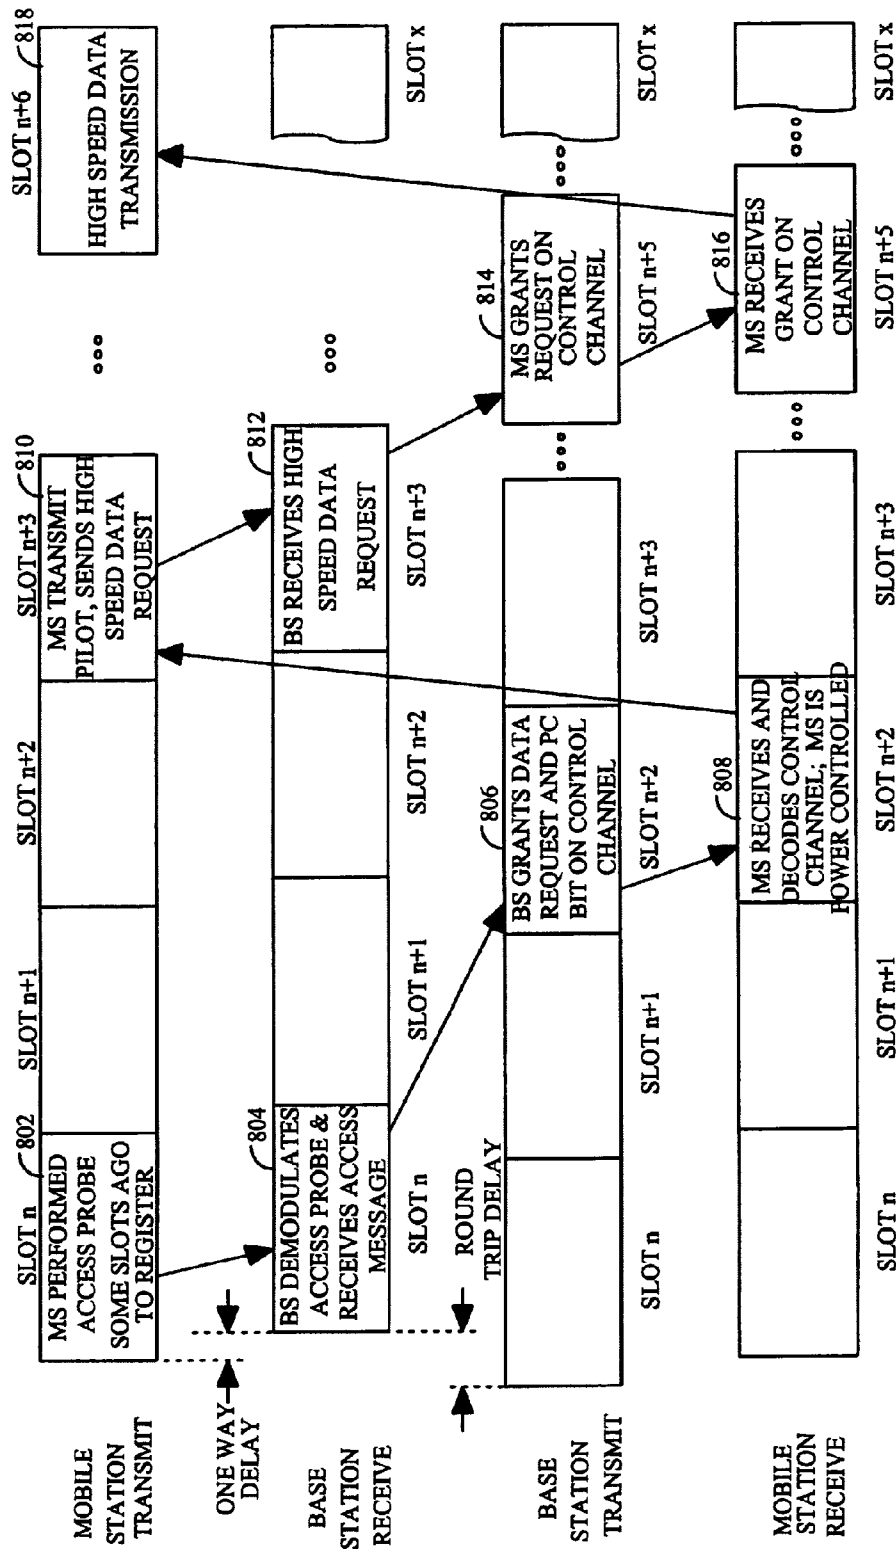 MOBILE
STATION
TRANSMIT
SLOT n
802
MS PERFORMED
ACCESS PROBE
SOME SLOTS AGO
TO REGISTER
SLOT n+1
SLOT n+2
SLOT n+3
810
MS TRANSMIT
PILOT, SENDS HIGH
SPEED DATA
REQUEST
SLOT n+6
818
HIGH SPEED DATA
TRANSMISSION
ONE WAY
DELAY
BASE
STATION
RECEIVE
804
BS DEMODULATES
ACCESS PROBE &
RECEIVES ACCESS
MESSAGE
812
BS RECEIVES HIGH
SPEED DATA
REQUEST
SLOT n
SLOT n+1
SLOT n+2
SLOT n+3
SLOT x
ROUND
TRIP DELAY
BASE
STATION
TRANSMIT
806
BS GRANTS DATA
REQUEST AND PC
BIT ON CONTROL
CHANNEL
814
MS GRANTS
REQUEST ON
CONTROL
CHANNEL
SLOT n
SLOT n+1
SLOT n+2
SLOT n+3
SLOT n+5
SLOT x
MOBILE
STATION
RECEIVE
808
MS RECEIVES AND
DECODES CONTROL
CHANNEL; MS IS
POWER CONTROLLED
816
MS RECEIVES
GRANT ON
CONTROL
CHANNEL
SLOT n
SLOT n+1
SLOT n+2
SLOT n+3
SLOT n+5
SLOT x